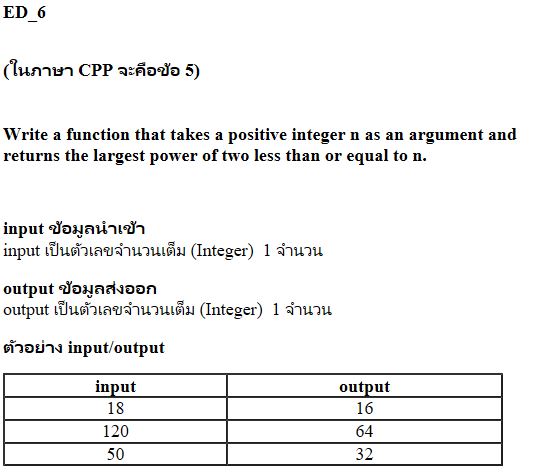 ED_6
(ในภาษา CPP จะคือข้อ 5)
Write a function that takes a positive integer n as an argument and
returns the largest power of two less than or equal to n.
input ข้อมูลนำเข้า
input เป็นตัวเลขจำนวนเต็ม (Integer) 1 จำนวน
output ข้อมูลส่งออก
output เป็นตัวเลขจำนวนเต็ม (Integer) 1 จำนวน
ตัวอย่าง input/output
input output
18 16
120 64
50 32